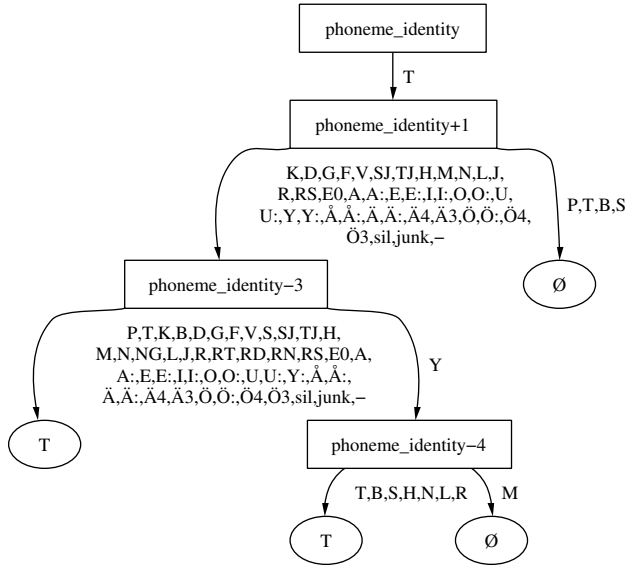 phoneme_identity
T
phoneme_identity+1
K,D,G,F,V,SJ,TJ,H,M,N,L,J,
R,RS,E0,A,A:,E,E:,I,I:,O,O:,U,
U:,Y,Y:,Å,Å:,Ä,Ä:,Ä4,Ä3,Ö,Ö:,Ö4,
Ö3,sil,junk,−
P,T,B,S
phoneme_identity−3
Ø
P,T,K,B,D,G,F,V,S,SJ,TJ,H,
M,N,NG,L,J,R,RT,RD,RN,RS,E0,A,
A:,E,E:,I,I:,O,O:,U,U:,Y:,Å,Å:,
Ä,Ä:,Ä4,Ä3,Ö,Ö:,Ö4,Ö3,sil,junk,−
Y
T
phoneme_identity−4
T,B,S,H,N,L,R
M
T
Ø